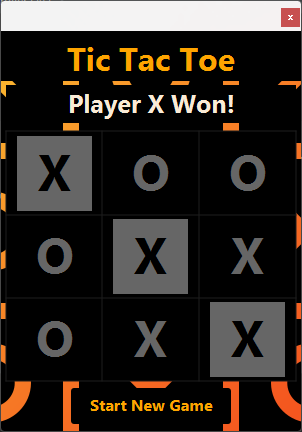 x
Tic Tac Toe
Player X Won!
X O O
O X X
O X X
Start New Game